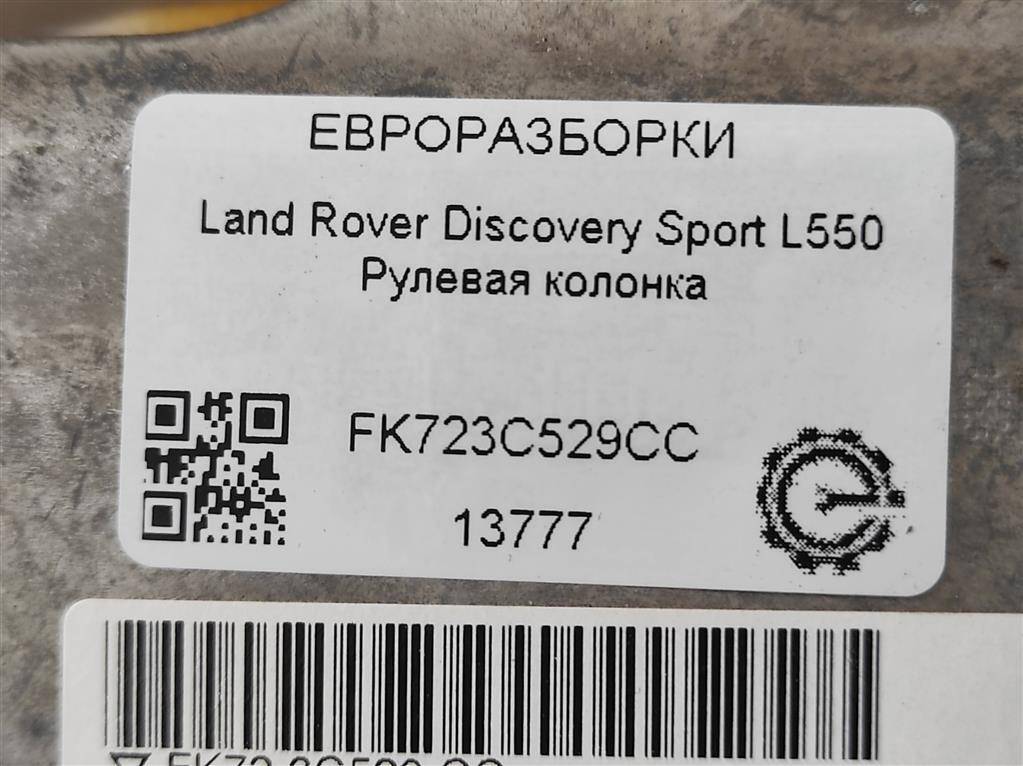 ЕВРОРАЗБОРКИ
Land Rover Discovery Sport L550
Рулевая колонка
FK723C529CC
13777